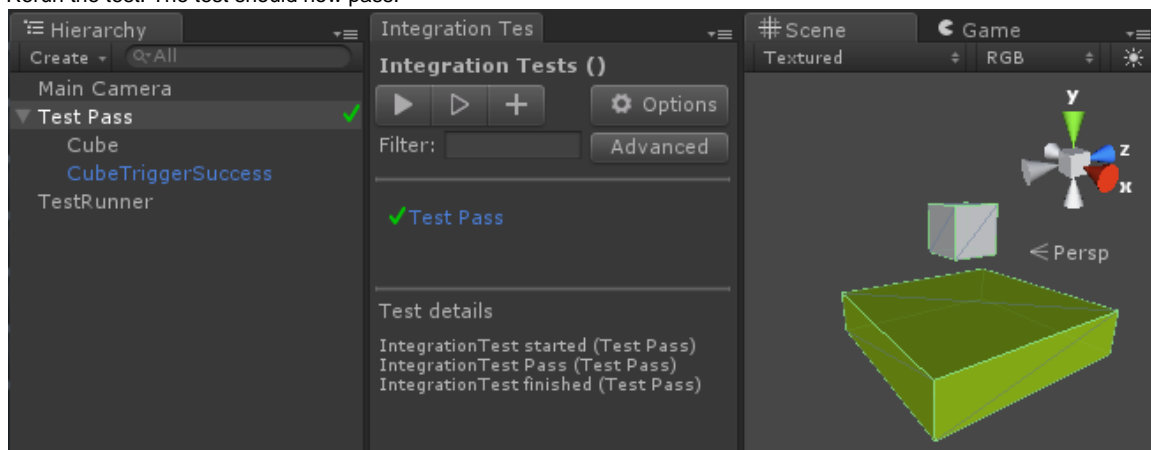 Rerun the test. The test should now pass.
Hierarchy
Create
All
Main Camera
Test Pass
Cube
CubeTriggerSuccess
TestRunner
Integration Tes
Integration Tests ()
Options
Filter:
Advanced
Test Pass
Test details
IntegrationTest started (Test Pass)
IntegrationTest Pass (Test Pass)
IntegrationTest finished (Test Pass)
Scene
Game
Textured
RGB
y
z
x
Persp